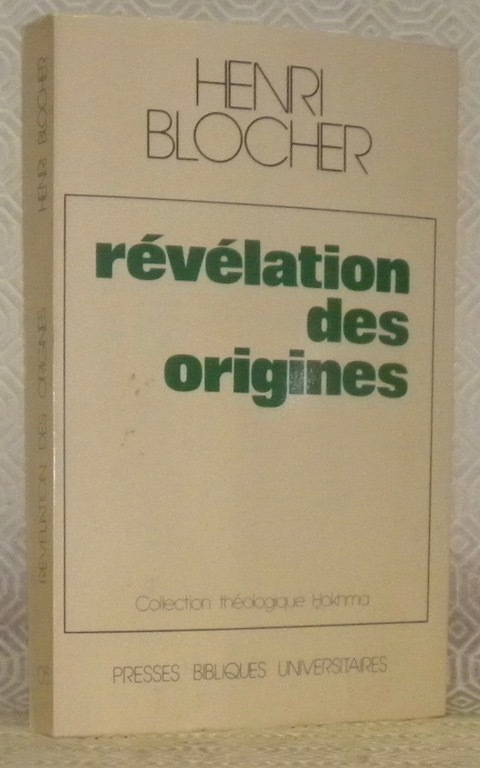 HENRI
BLOCHER
révélation
des
origines
Collection théologique Hokhma
PRESSES BIBLIQUES UNIVERSITAIRES
HENRI BLOCHER
RÉVÉLATION DES ORIGINES